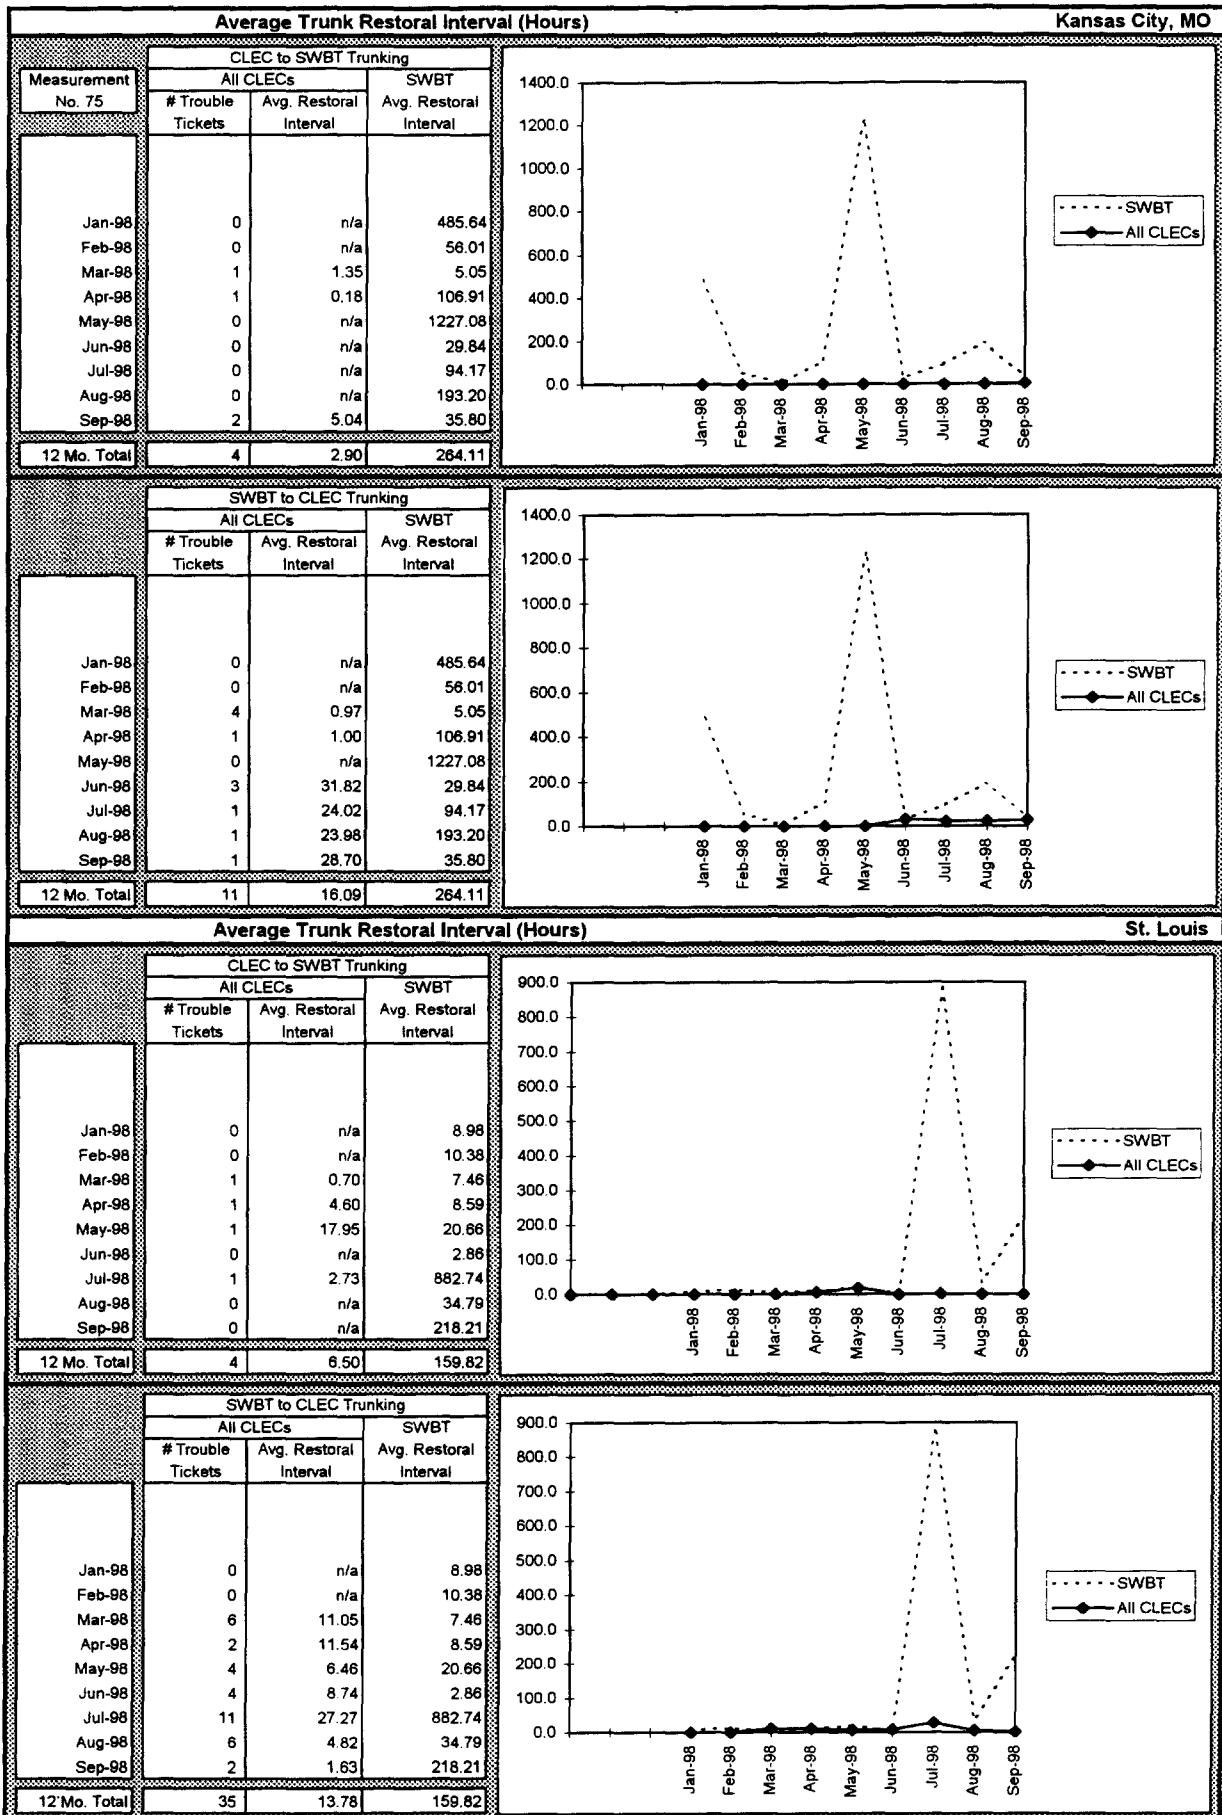 Average Trunk Restoral Interval (Hours) Kansas City, MO
Measurement
No. 75
CLEC to SWBT Trunking
All CLECs SWBT
# Trouble Avg. Restoral Avg. Restoral
Tickets Interval Interval
Jan-98 0 n/a 485.64
Feb-98 0 n/a 56.01
Mar-98 1 1.35 5.05
Apr-98 1 0.18 106.91
May-98 0 n/a 1227.08
Jun-98 0 n/a 29.84
Jul-98 0 n/a 94.17
Aug-98 0 n/a 193.20
Sep-98 2 5.04 35.80
12 Mo. Total 4 2.90 264.11
1400.0
1200.0
1000.0
800.0
600.0
400.0
200.0
0.0
Jan-98 Feb-98 Mar-98 Apr-98 May-98 Jun-98 Jul-98 Aug-98 Sep-98
SWBT
All CLECs
SWBT to CLEC Trunking
All CLECs SWBT
# Trouble Avg. Restoral Avg. Restoral
Tickets Interval Interval
Jan-98 0 n/a 485.64
Feb-98 0 n/a 56.01
Mar-98 4 0.97 5.05
Apr-98 1 1.00 106.91
May-98 0 n/a 1227.08
Jun-98 3 31.82 29.84
Jul-98 1 24.02 94.17
Aug-98 1 23.98 193.20
Sep-98 1 28.70 35.80
12 Mo. Total 11 16.09 264.11
1400.0
1200.0
1000.0
800.0
600.0
400.0
200.0
0.0
Jan-98 Feb-98 Mar-98 Apr-98 May-98 Jun-98 Jul-98 Aug-98 Sep-98
SWBT
All CLECs
Average Trunk Restoral Interval (Hours) St. Louis
CLEC to SWBT Trunking
All CLECs SWBT
# Trouble Avg. Restoral Avg. Restoral
Tickets Interval Interval
Jan-98 0 n/a 8.98
Feb-98 0 n/a 10.38
Mar-98 1 0.70 7.46
Apr-98 1 4.60 8.59
May-98 1 17.95 20.66
Jun-98 0 n/a 2.86
Jul-98 1 2.73 882.74
Aug-98 0 n/a 34.79
Sep-98 0 n/a 218.21
12 Mo. Total 4 6.50 159.82
900.0
800.0
700.0
600.0
500.0
400.0
300.0
200.0
100.0
0.0
Jan-98 Feb-98 Mar-98 Apr-98 May-98 Jun-98 Jul-98 Aug-98 Sep-98
SWBT
All CLECs
SWBT to CLEC Trunking
All CLECs SWBT
# Trouble Avg. Restoral Avg. Restoral
Tickets Interval Interval
Jan-98 0 n/a 8.98
Feb-98 0 n/a 10.38
Mar-98 6 11.05 7.46
Apr-98 2 11.54 8.59
May-98 4 6.46 20.66
Jun-98 4 8.74 2.86
Jul-98 11 27.27 882.74
Aug-98 6 4.82 34.79
Sep-98 2 1.63 218.21
12 Mo. Total 35 13.78 159.82
900.0
800.0
700.0
600.0
500.0
400.0
300.0
200.0
100.0
0.0
Jan-98 Feb-98 Mar-98 Apr-98 May-98 Jun-98 Jul-98 Aug-98 Sep-98
SWBT
All CLECs